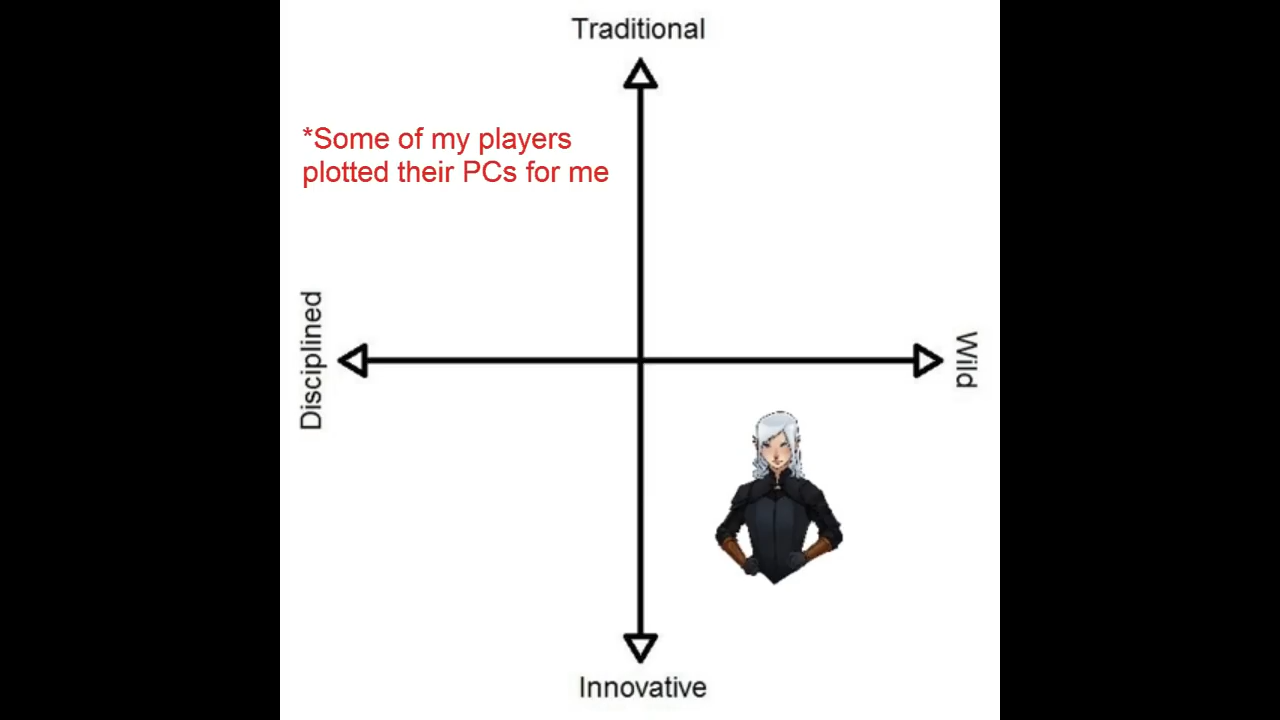 Traditional
*Some of my players
plotted their PCs for me
Disciplined
Wild
Innovative